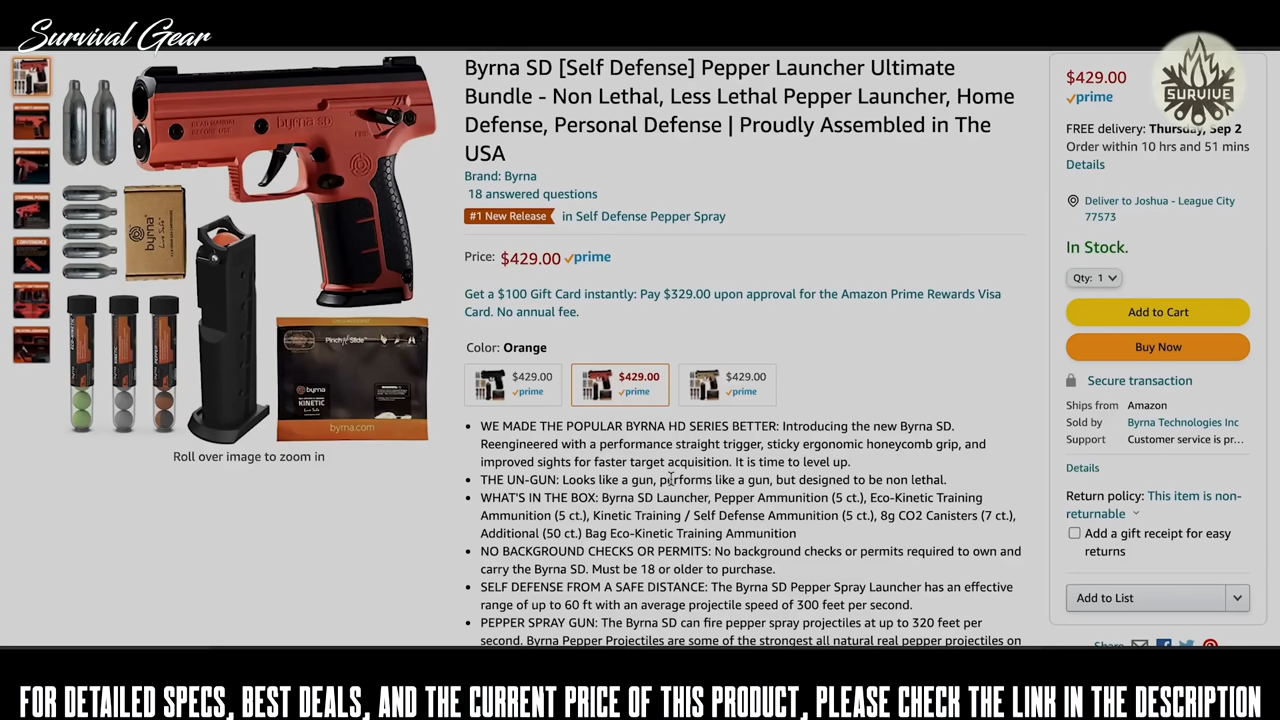 Survival Gear
SURVIVE
READ MANUAL
BEFORE USE
byrna SD
byrna
Pinch N Slide
byrna
KINETIC
byrna.com
Roll over image to zoom in
Byrna SD [Self Defense] Pepper Launcher Ultimate
Bundle - Non Lethal, Less Lethal Pepper Launcher, Home
Defense, Personal Defense | Proudly Assembled in The
USA
Brand: Byrna
18 answered questions
#1 New Release in Self Defense Pepper Spray
Price: $429.00 prime
Get a $100 Gift Card instantly: Pay $329.00 upon approval for the Amazon Prime Rewards Visa
Card. No annual fee.
Color: Orange
$429.00 $429.00 $429.00
prime prime prime
WE MADE THE POPULAR BYRNA HD SERIES BETTER: Introducing the new Byrna SD.
Reengineered with a performance straight trigger, sticky ergonomic honeycomb grip, and
improved sights for faster target acquisition. It is time to level up.
THE UN-GUN: Looks like a gun, performs like a gun, but designed to be non lethal.
WHAT'S IN THE BOX: Byrna SD Launcher, Pepper Ammunition (5 ct.), Eco-Kinetic Training
Ammunition (5 ct.), Kinetic Training / Self Defense Ammunition (5 ct.), 8g CO2 Canisters (7 ct.),
Additional (50 ct.) Bag Eco-Kinetic Training Ammunition
NO BACKGROUND CHECKS OR PERMITS: No background checks or permits required to own and
carry the Byrna SD. Must be 18 or older to purchase.
SELF DEFENSE FROM A SAFE DISTANCE: The Byrna SD Pepper Spray Launcher has an effective
range of up to 60 ft with an average projectile speed of 300 feet per second.
PEPPER SPRAY GUN: The Byrna SD can fire pepper spray projectiles at up to 320 feet per
second. Byrna Pepper Projectiles are some of the strongest all natural real pepper projectiles on
$429.00
prime
FREE delivery: Thursday, Sep 2
Order within 10 hrs and 51 mins
Details
Deliver to Joshua - League City
77573
In Stock.
Qty: 1
Add to Cart
Buy Now
Secure transaction
Ships from Amazon
Sold by Byrna Technologies Inc
Support Customer service is pr...
Details
Return policy: This item is non-
returnable
Add a gift receipt for easy
returns
Add to List
Share
FOR DETAILED SPECS, BEST DEALS, AND THE CURRENT PRICE OF THIS PRODUCT, PLEASE CHECK THE LINK IN THE DESCRIPTION